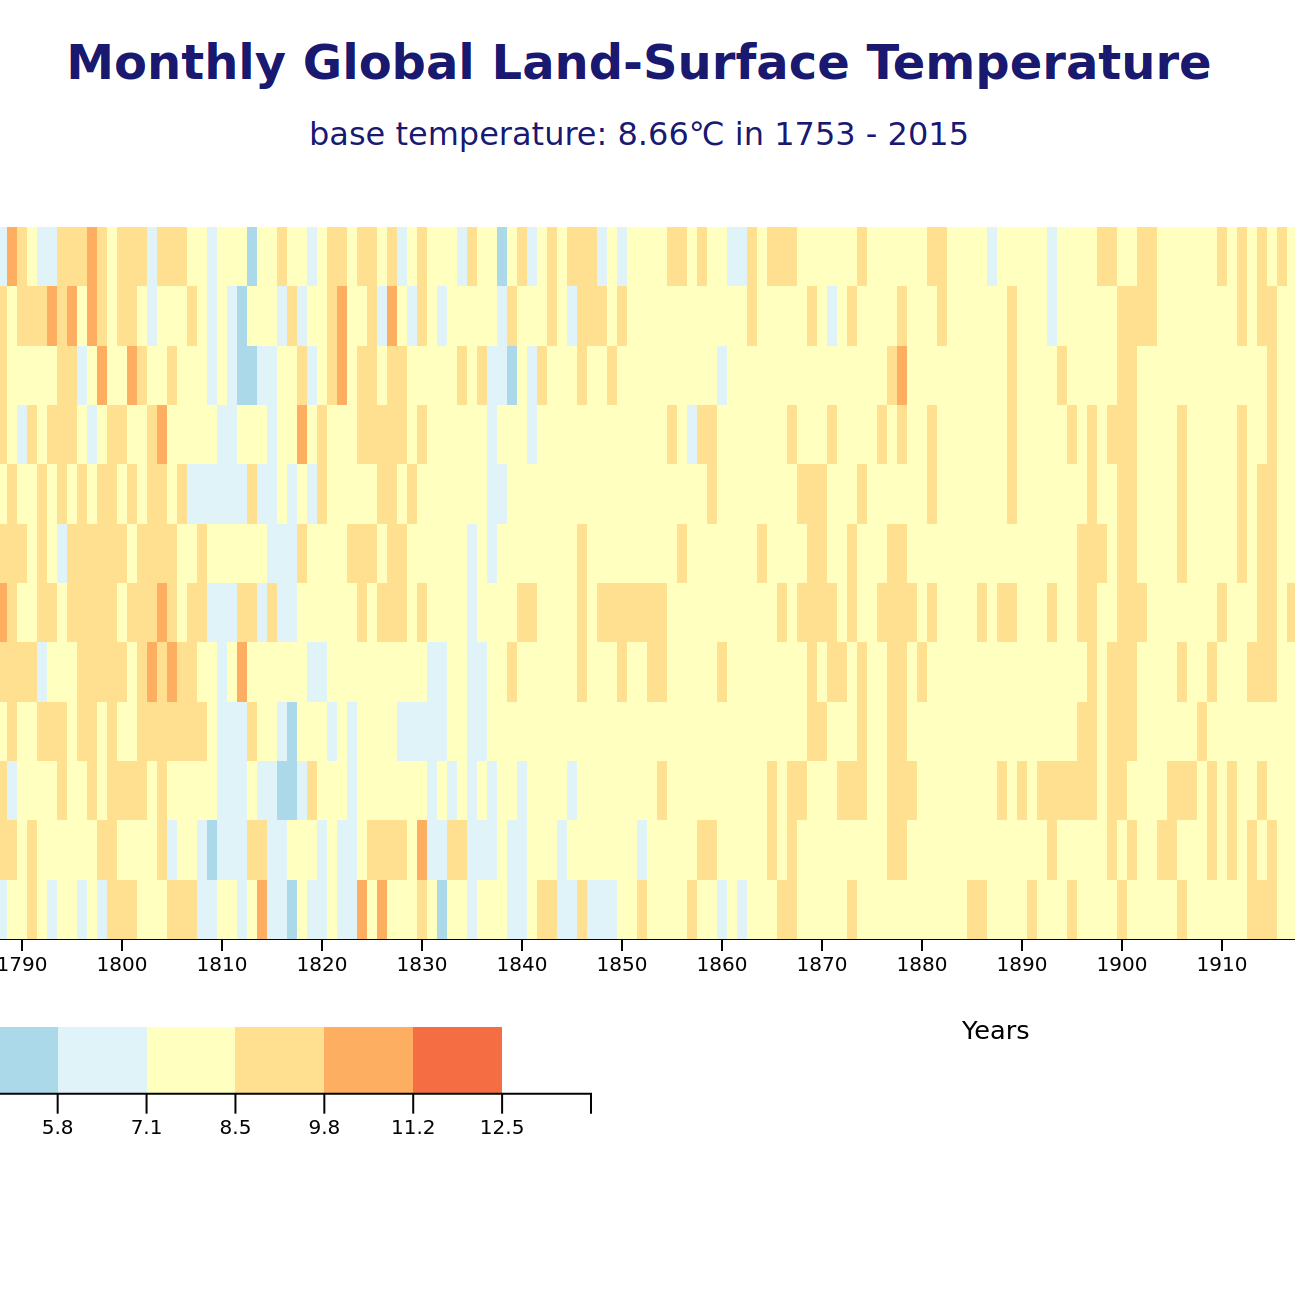 Monthly Global Land-Surface Temperature
base temperature: 8.66℃ in 1753 - 2015
1790 1800 1810 1820 1830 1840 1850 1860 1870 1880 1890 1900 1910
Years
5.8 7.1 8.5 9.8 11.2 12.5